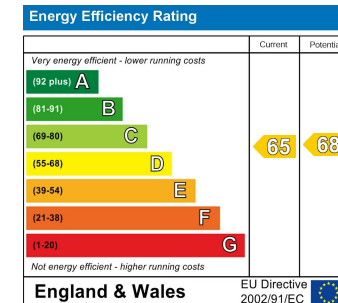 Energy Efficiency Rating
Current Potentia
Very energy efficient - lower running costs
(92 plus) A
(81-91) B
(69-80) C
(55-68) D
(39-54) E
(21-38) F
(1-20) G
65 68
Not energy efficient - higher running costs
England & Wales
EU Directive
2002/91/EC